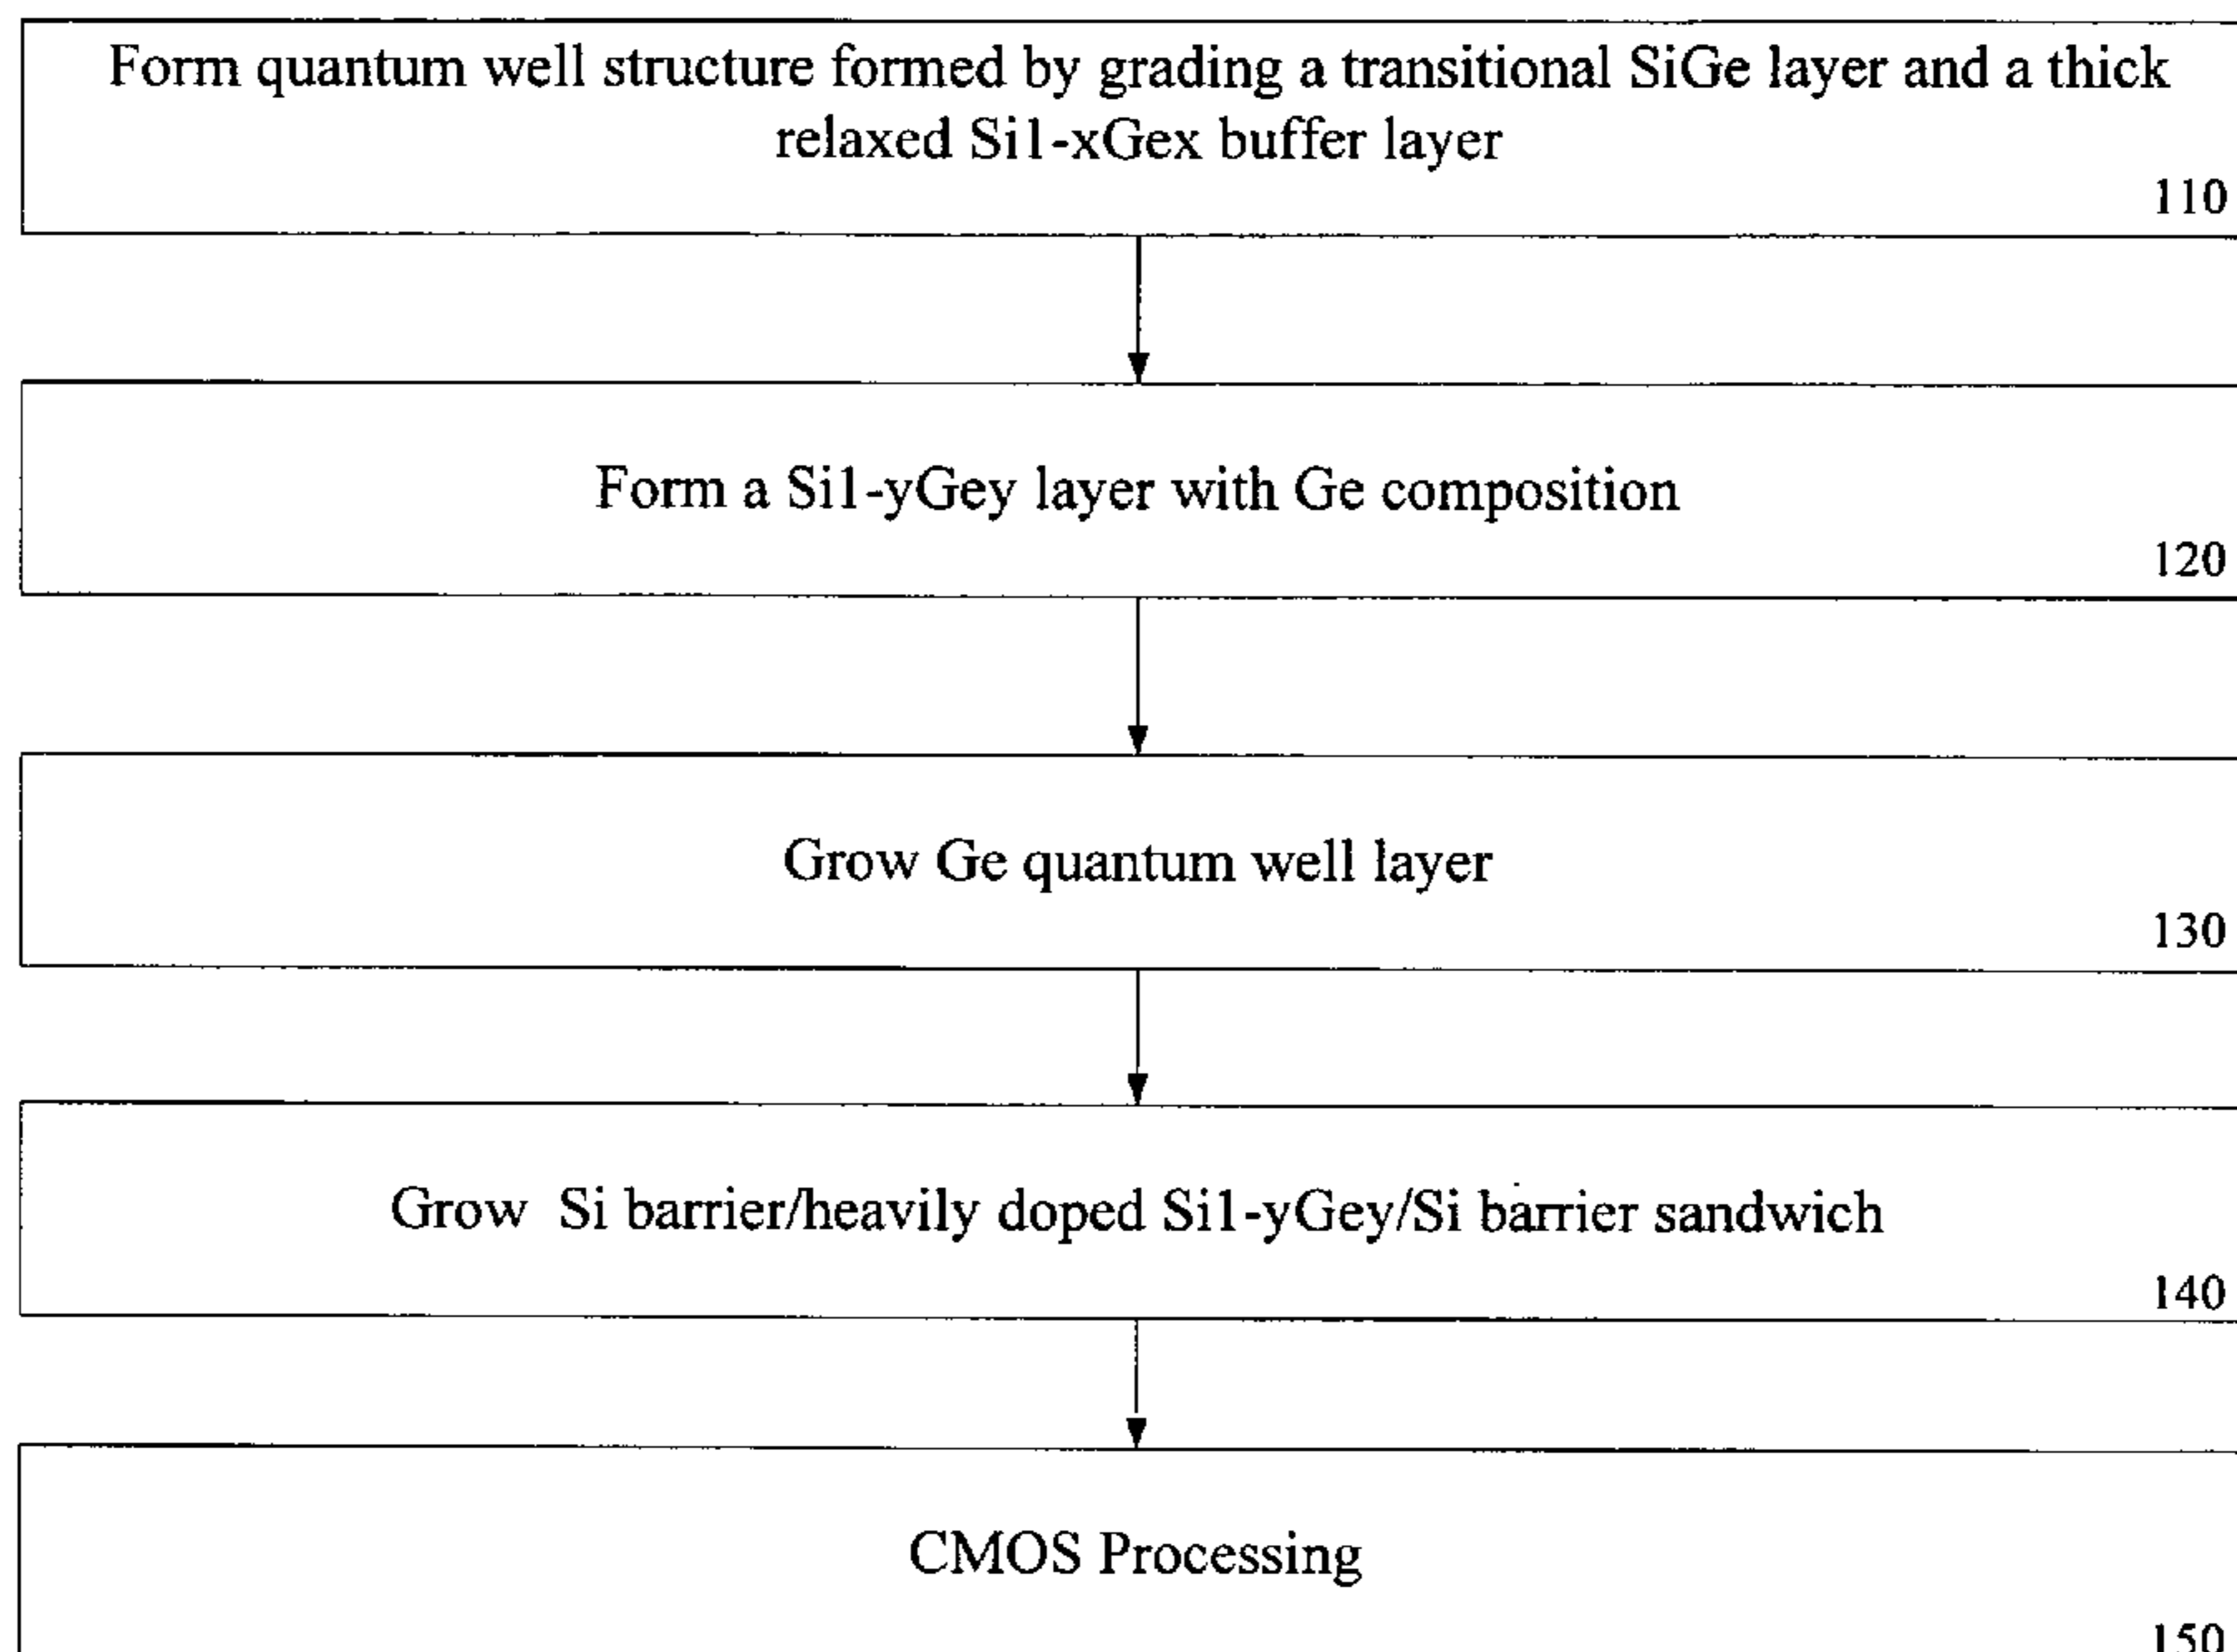 Form quantum well structure formed by grading a transitional SiGe layer and a thick
relaxed Si1-xGex buffer layer
110
Form a Si1-yGey layer with Ge composition
120
Grow Ge quantum well layer
130
Grow Si barrier/heavily doped Si1-yGey/Si barrier sandwich
140
CMOS Processing
150